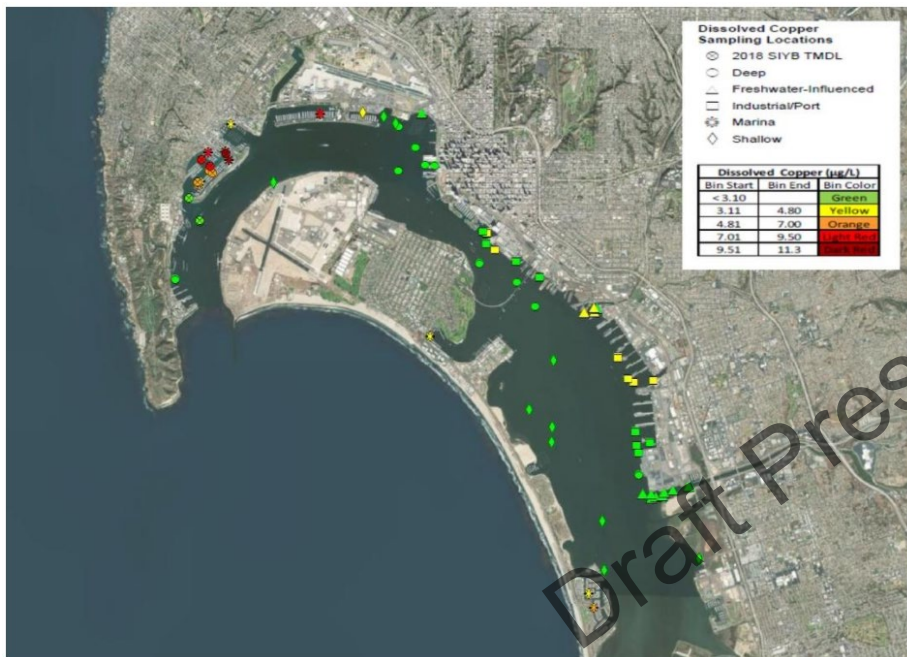 Dissolved Copper
Sampling Locations
2018 SIYB TMDL
Deep
Freshwater-Influenced
Industrial/Port
Marina
Shallow
Dissolved Copper (µg/L)
Bin Start Bin End Bin Color
< 3.10 Green
3.11 4.80 Yellow
4.81 7.00 Orange
7.01 9.50 Light Red
9.51 11.3 Dark Red
Draft Pres